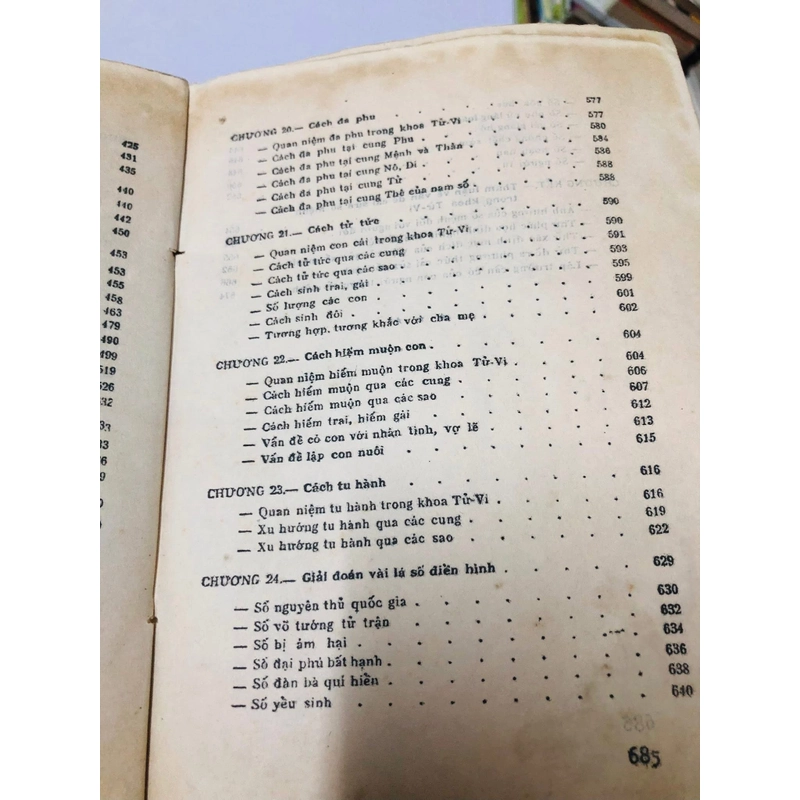 425
431
435
440
440
442
450
453
453
455
458
463
479
490
499
519
526
532
CHƯƠNG 20.— Cách đa phu 577
— Quan niệm đa phu trong khoa Tử-Vi 577
— Cách đa phu tại cung Phu 580
— Cách đa phu tại cung Mệnh và Thân 584
— Cách đa phu tại cung Nô, Di 586
— Cách đa phu tại cung Tử 588
— Cách đa phu tại cung Thê của nam số 588
CHƯƠNG 21.— Cách tử tức 590
— Quan niệm con cái trong khoa Tử-Vi 590
— Cách tử tức qua các cung 591
— Cách tử tức qua các sao 593
— Cách sinh trai, gái 595
— Số lượng các con 599
— Cách sinh đôi 601
— Tương hợp, tương khắc với cha mẹ 602
CHƯƠNG 22.— Cách hiếm muộn con 604
— Quan niệm hiếm muộn trong khoa Tử-Vi 604
— Cách hiếm muộn qua các cung 606
— Cách hiếm muộn qua các sao 607
— Cách hiếm trai, hiếm gái 612
— Vấn đề có con với nhân tình, vợ lẽ 613
— Vấn đề lập con nuôi 615
CHƯƠNG 23.— Cách tu hành 616
— Quan niệm tu hành trong khoa Tử-Vi 616
— Xu hướng tu hành qua các cung 619
— Xu hướng tu hành qua các sao 622
CHƯƠNG 24.— Giải đoán vài lá số điển hình 629
— Số nguyên thủ quốc gia 630
— Số võ tướng tử trận 632
— Số bị ám hại 634
— Số đại phú bất hạnh 636
— Số đàn bà quí hiển 638
— Số yểu sinh 640
685